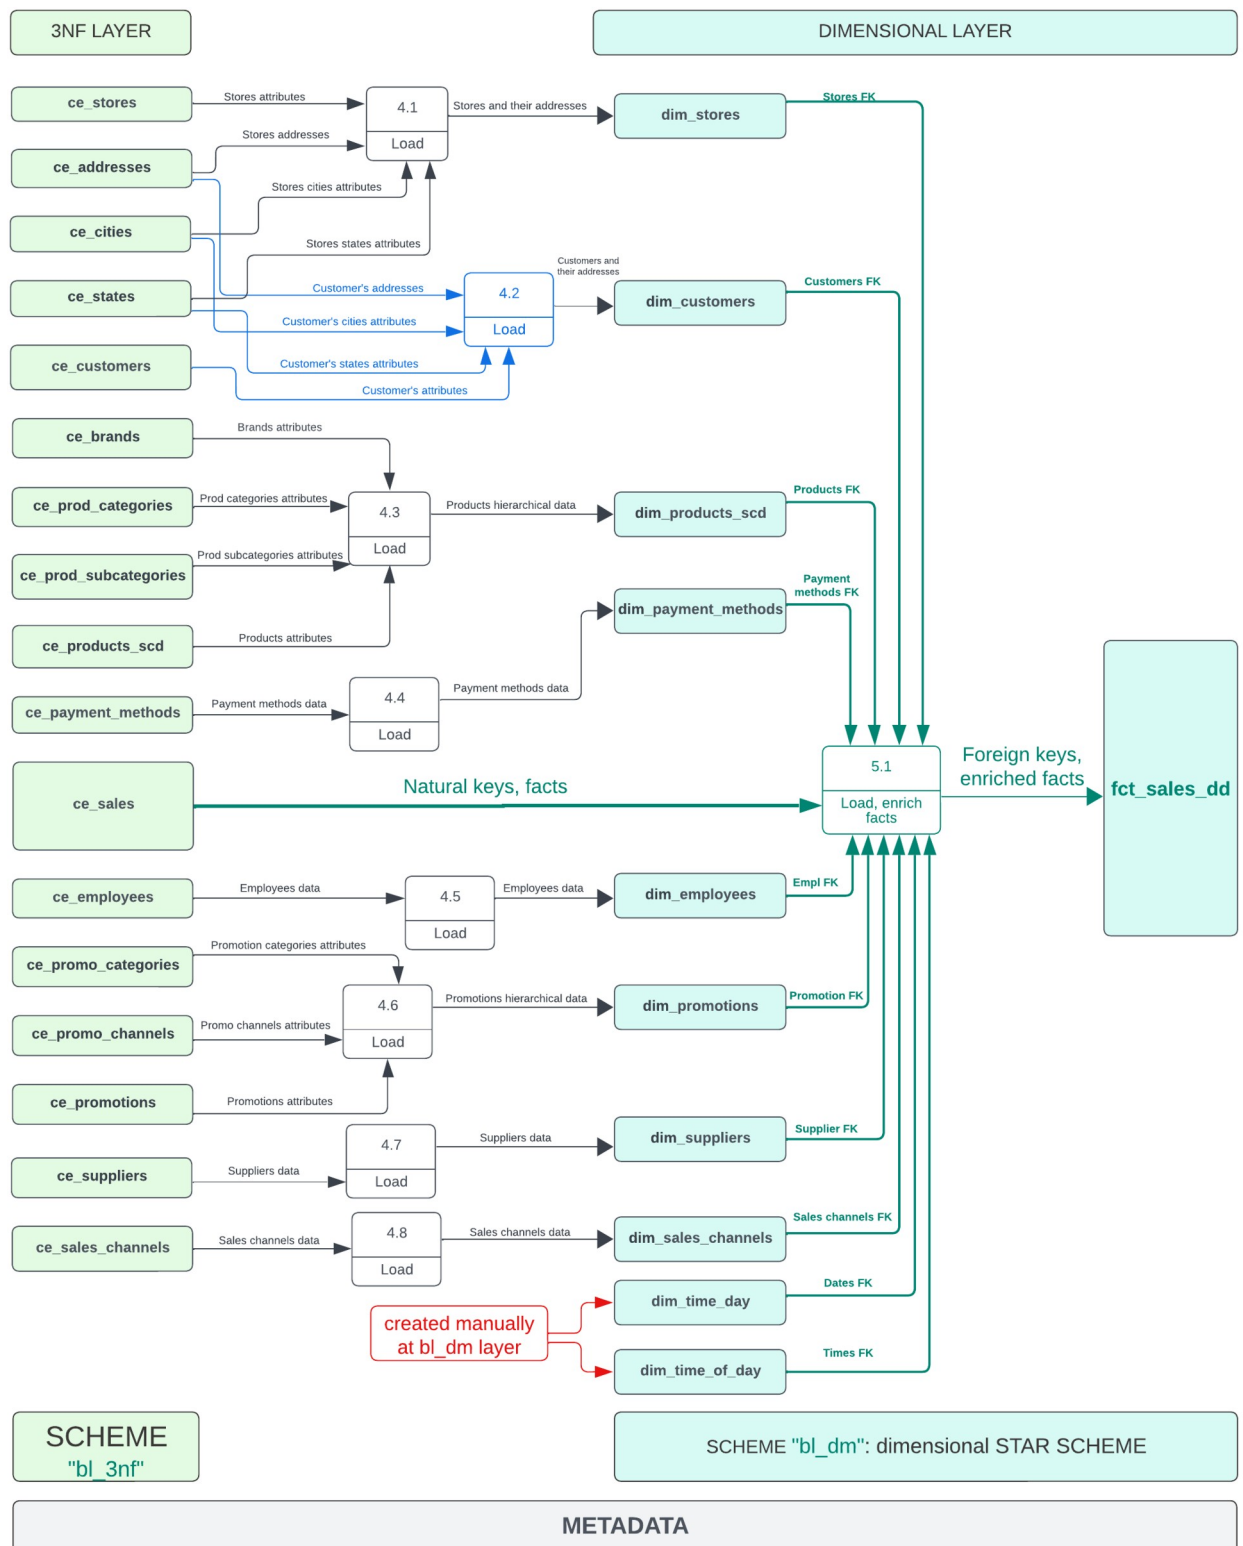 3NF LAYER
DIMENSIONAL LAYER
ce_stores
Stores attributes
4.1
Load
Stores and their addresses
dim_stores
Stores FK
ce_addresses
Stores addresses
ce_cities
Stores cities attributes
ce_states
Stores states attributes
Customer's addresses
4.2
Load
Customers and
their addresses
dim_customers
Customers FK
Customer's cities attributes
ce_customers
Customer's states attributes
Customer's attributes
ce_brands
Brands attributes
ce_prod_categories
Prod categories attributes
4.3
Load
Products hierarchical data
dim_products_scd
Products FK
ce_prod_subcategories
Prod subcategories attributes
ce_products_scd
Products attributes
dim_payment_methods
Payment
methods FK
ce_payment_methods
Payment methods data
4.4
Load
Payment methods data
ce_sales
Natural keys, facts
5.1
Load, enrich
facts
Foreign keys,
enriched facts
fct_sales_dd
ce_employees
Employees data
4.5
Load
Employees data
dim_employees
Empl FK
ce_promo_categories
Promotion categories attributes
4.6
Load
Promotions hierarchical data
dim_promotions
Promotion FK
ce_promo_channels
Promo channels attributes
ce_promotions
Promotions attributes
ce_suppliers
Suppliers data
4.7
Load
Suppliers data
dim_suppliers
Supplier FK
ce_sales_channels
Sales channels data
4.8
Load
Sales channels data
dim_sales_channels
Sales channels FK
created manually
at bl_dm layer
dim_time_day
Dates FK
dim_time_of_day
Times FK
SCHEME
"bl_3nf"
SCHEME "bl_dm": dimensional STAR SCHEME
METADATA